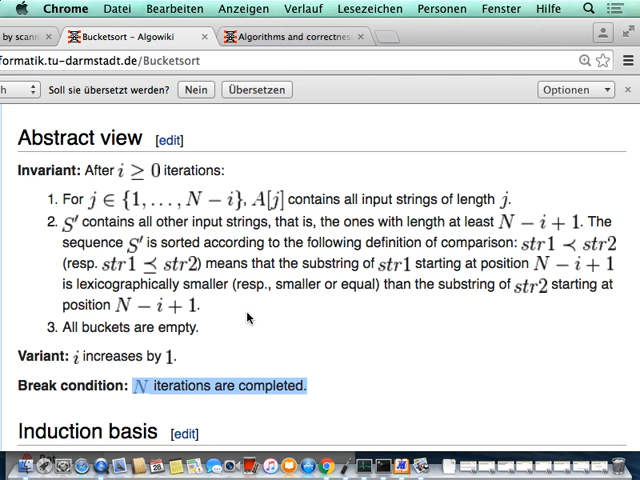 Chrome Datei Bearbeiten Anzeigen Verlauf Lesezeichen Personen Fenster Hilfe
by scann Bucketsort – Algowiki Algorithms and correctnes
formatik.tu-darmstadt.de/Bucketsort
Soll sie übersetzt werden? Nein Übersetzen Optionen
Abstract view [edit]
Invariant: After i ≥ 0 iterations:
1. For j ∈ {1, . . . , N − i}, A[j] contains all input strings of length j.
2. S′ contains all other input strings, that is, the ones with length at least N − i + 1. The
sequence S′ is sorted according to the following definition of comparison: str1 ≺ str2
(resp. str1 ⪯ str2) means that the substring of str1 starting at position N − i + 1
is lexicographically smaller (resp., smaller or equal) than the substring of str2 starting at
position N − i + 1.
3. All buckets are empty.
Variant: i increases by 1.
Break condition: N iterations are completed.
Induction basis [edit]